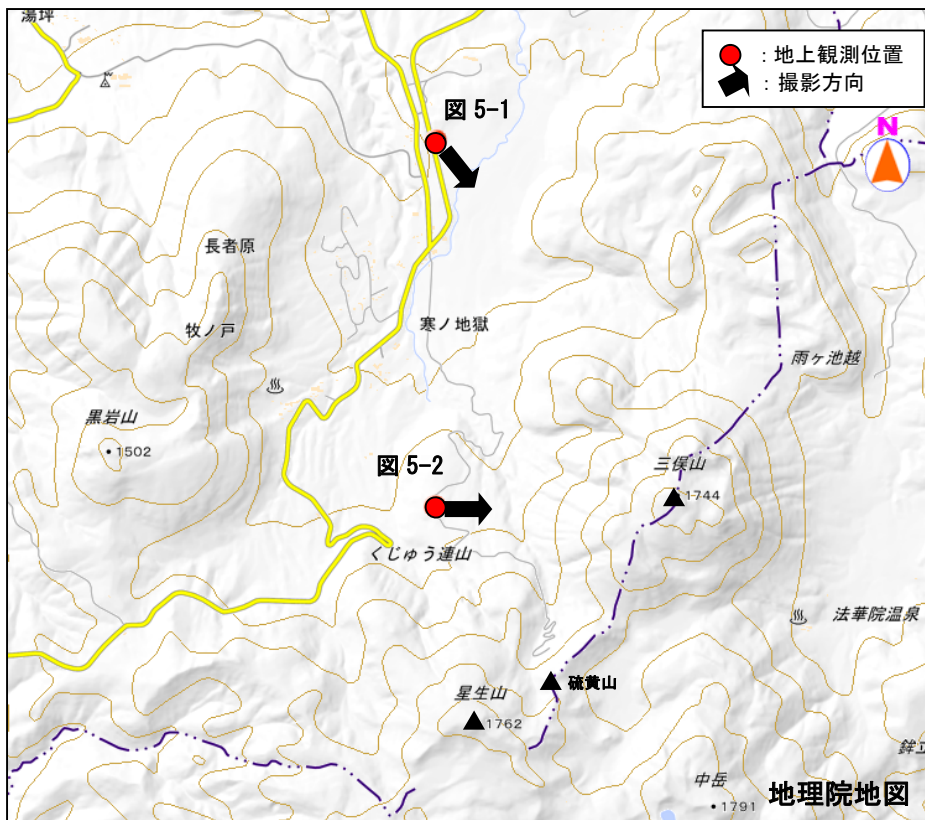 湯坪
：地上観測位置
：撮影方向
図 5-1
N
長者原
寒ノ地獄
牧ノ戸
雨ヶ池越
黒岩山
1502
図 5-2
三俣山
1744
くじゅう連山
法華院温泉
硫黄山
星生山
1762
鉾立
中岳
1791
地理院地図